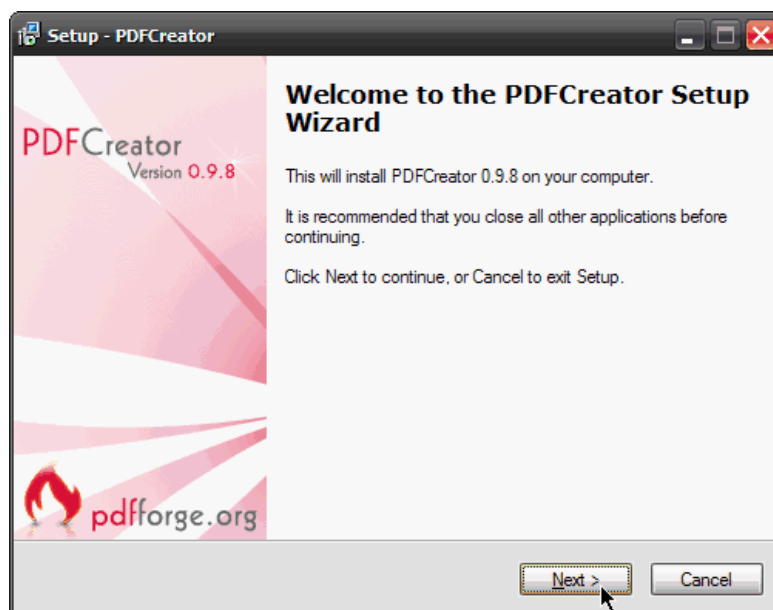 Setup - PDFCreator
PDFCreator
Version 0.9.8
Welcome to the PDFCreator Setup
Wizard
This will install PDFCreator 0.9.8 on your computer.
It is recommended that you close all other applications before
continuing.
Click Next to continue, or Cancel to exit Setup.
pdfforge.org
Next >
Cancel